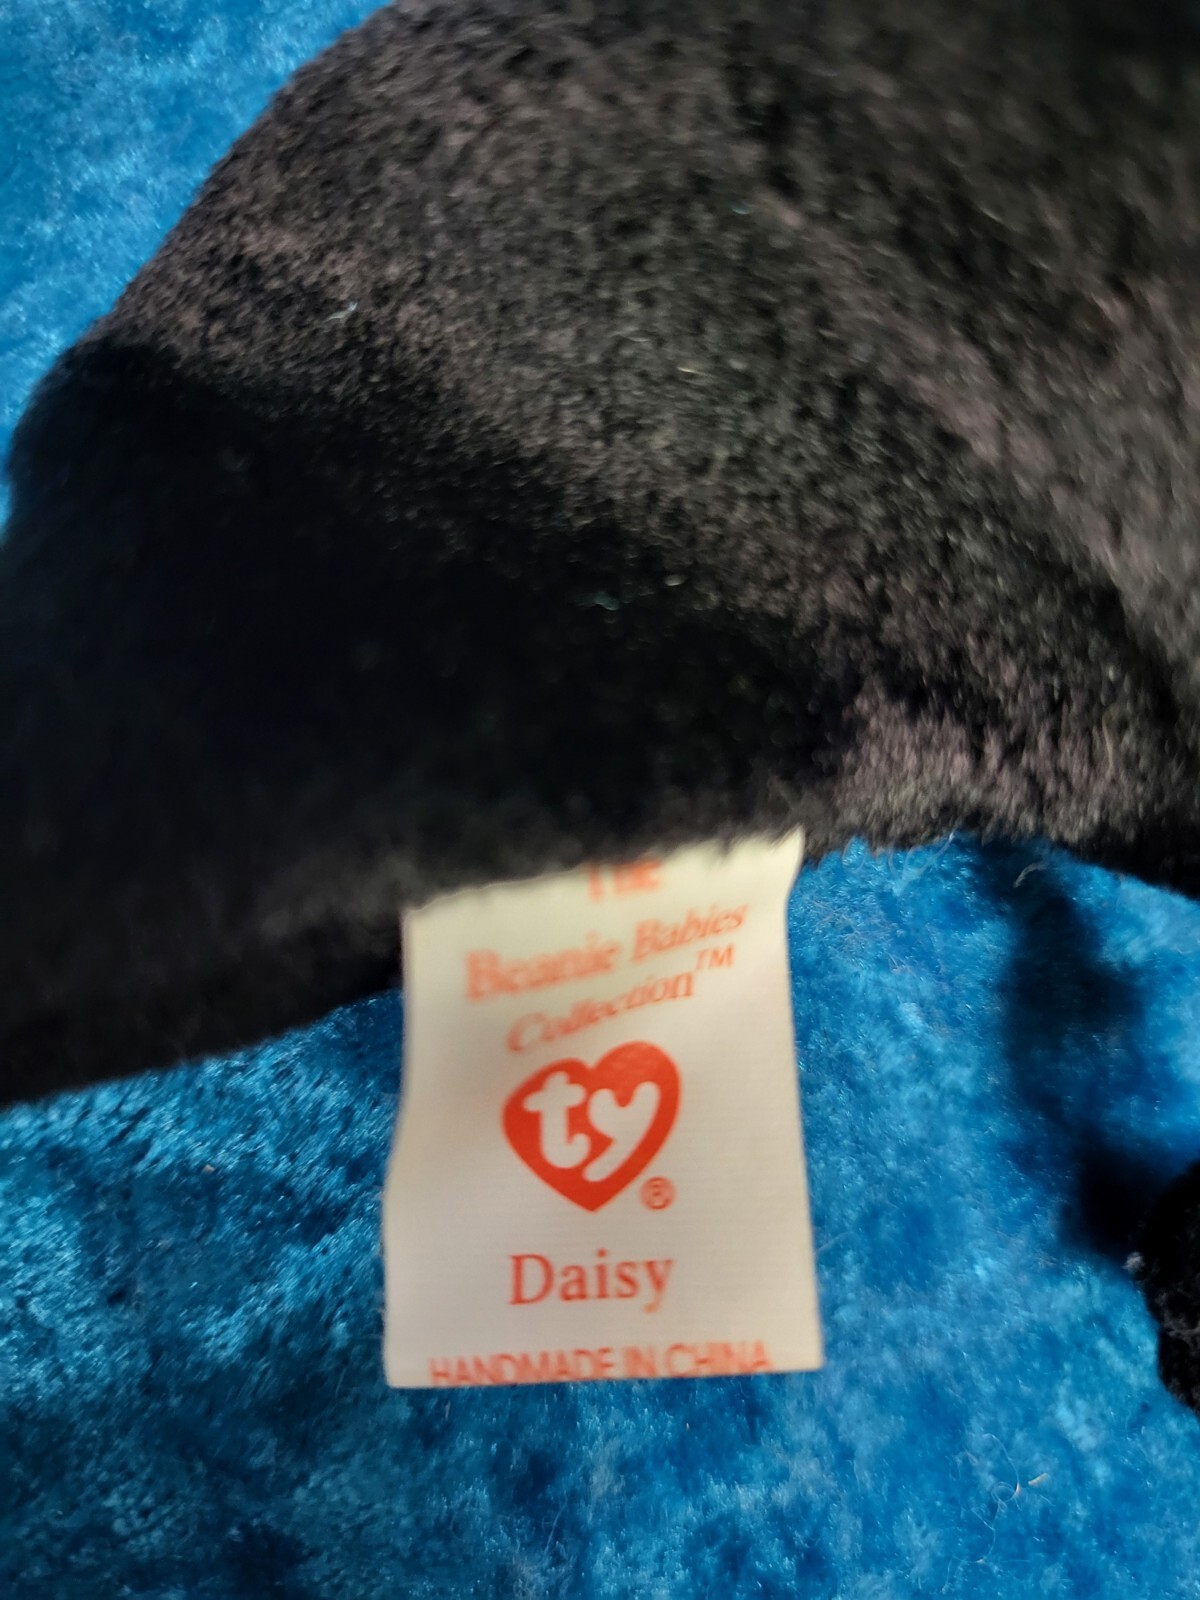 The
Beanie Babies
Collection™
ty®
Daisy
HANDMADE IN CHINA